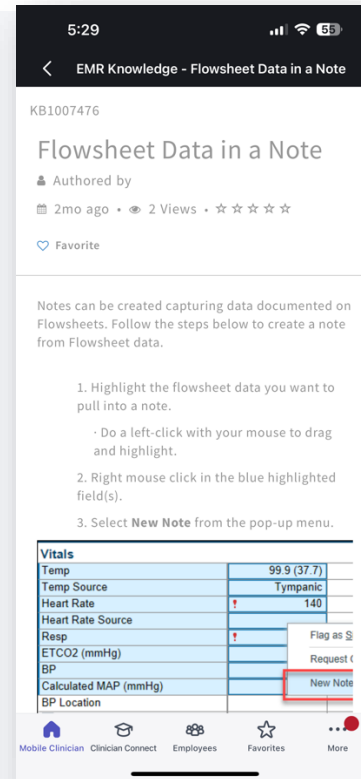 5:29
55
EMR Knowledge - Flowsheet Data in a Note
KB1007476
Flowsheet Data in a Note
Authored by
2mo ago • 2 Views •
Favorite
Notes can be created capturing data documented on
Flowsheets. Follow the steps below to create a note
from Flowsheet data.
1. Highlight the flowsheet data you want to
pull into a note.
· Do a left-click with your mouse to drag
and highlight.
2. Right mouse click in the blue highlighted
field(s).
3. Select New Note from the pop-up menu.
Vitals
Temp 99.9 (37.7)
Temp Source Tympanic
Heart Rate ! 140
Heart Rate Source
Resp ! Flag as
ETCO2 (mmHg) Request
BP
Calculated MAP (mmHg) New Note
BP Location
Mobile Clinician Clinician Connect Employees Favorites More